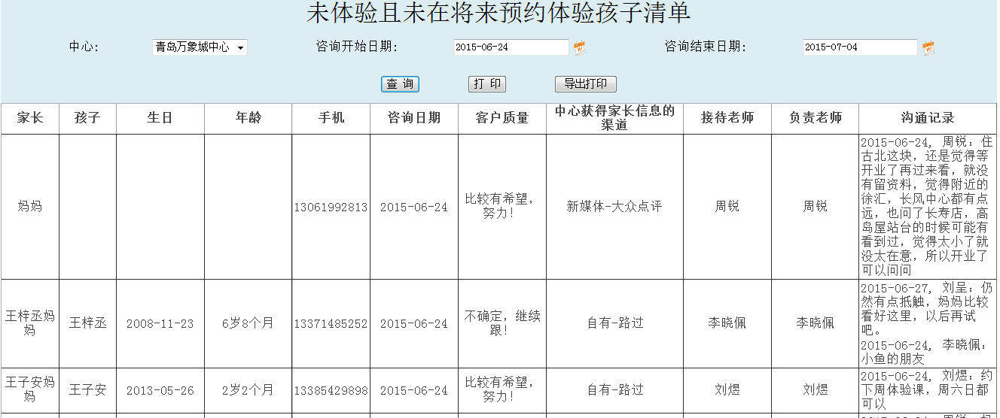 未体验且未在将来预约体验孩子清单
中心： 青岛万象城中心 咨询开始日期： 2015-06-24 咨询结束日期： 2015-07-04
查 询 打 印 导出打印
家长 孩子 生日 年龄 手机 咨询日期 客户质量 中心获得家长信息的 接待老师 负责老师 沟通记录
渠道
妈妈 13061992813 2015-06-24 比较有希望， 新媒体-大众点评 周锐 周锐
努力！
2015-06-24, 周锐：住
古北这块，还是觉得等
开业了再过来看，就没
有留资料，觉得附近的
徐汇，长风中心都有点
远，也问了长寿店，高
岛屋站台的时候可能有
看到过，觉得太小了就
没太在意，所以开业了
可以问问
王梓丞妈 王梓丞 2008-11-23 6岁8个月 13371485252 2015-06-24 不确定，继续 自有-路过 李晓佩 李晓佩
妈 跟！
2015-06-27, 刘呈：仍
然有点抵触，妈妈比较
看好这里，以后再试
吧。
2015-06-24, 李晓佩：
小鱼的朋友
王子安妈 王子安 2013-05-26 2岁2个月 13385429898 2015-06-24 比较有希望， 自有-路过 刘煜 刘煜
妈 努力！
2015-06-24, 刘煜：约
下周体验课，周六日都
可以